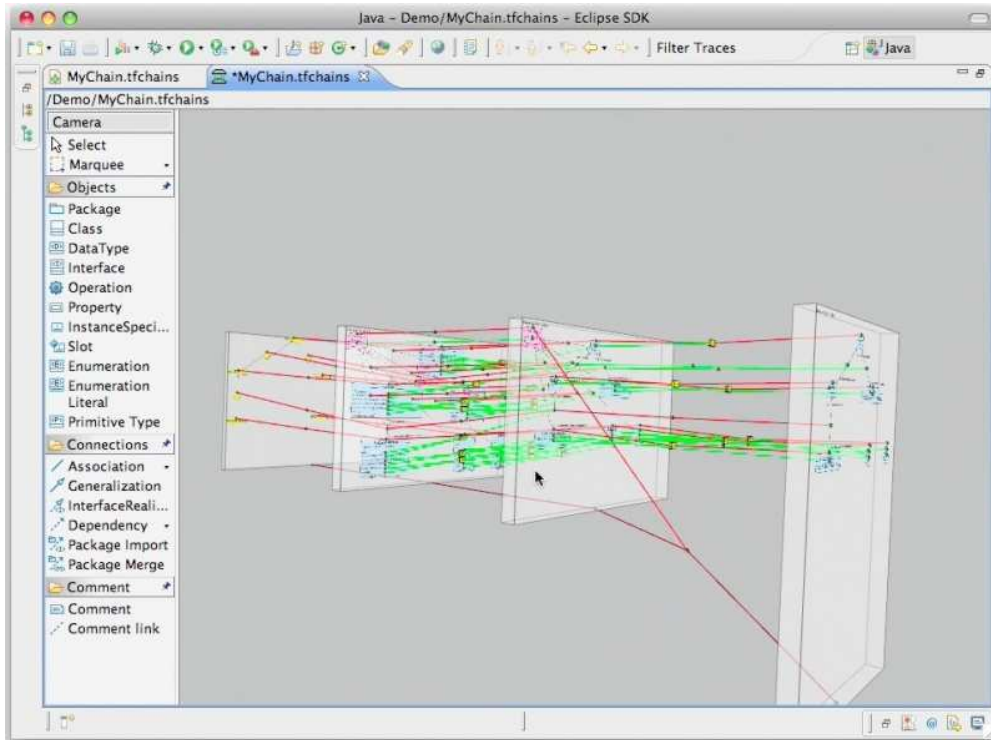 Java – Demo/MyChain.tfchains – Eclipse SDK
Filter Traces
Java
MyChain.tfchains
*MyChain.tfchains
/Demo/MyChain.tfchains
Camera
Select
Marquee
Objects
Package
Class
DataType
Interface
Operation
Property
InstanceSpeci...
Slot
Enumeration
Enumeration
Literal
Primitive Type
Connections
Association
Generalization
InterfaceReali...
Dependency
Package Import
Package Merge
Comment
Comment
Comment link